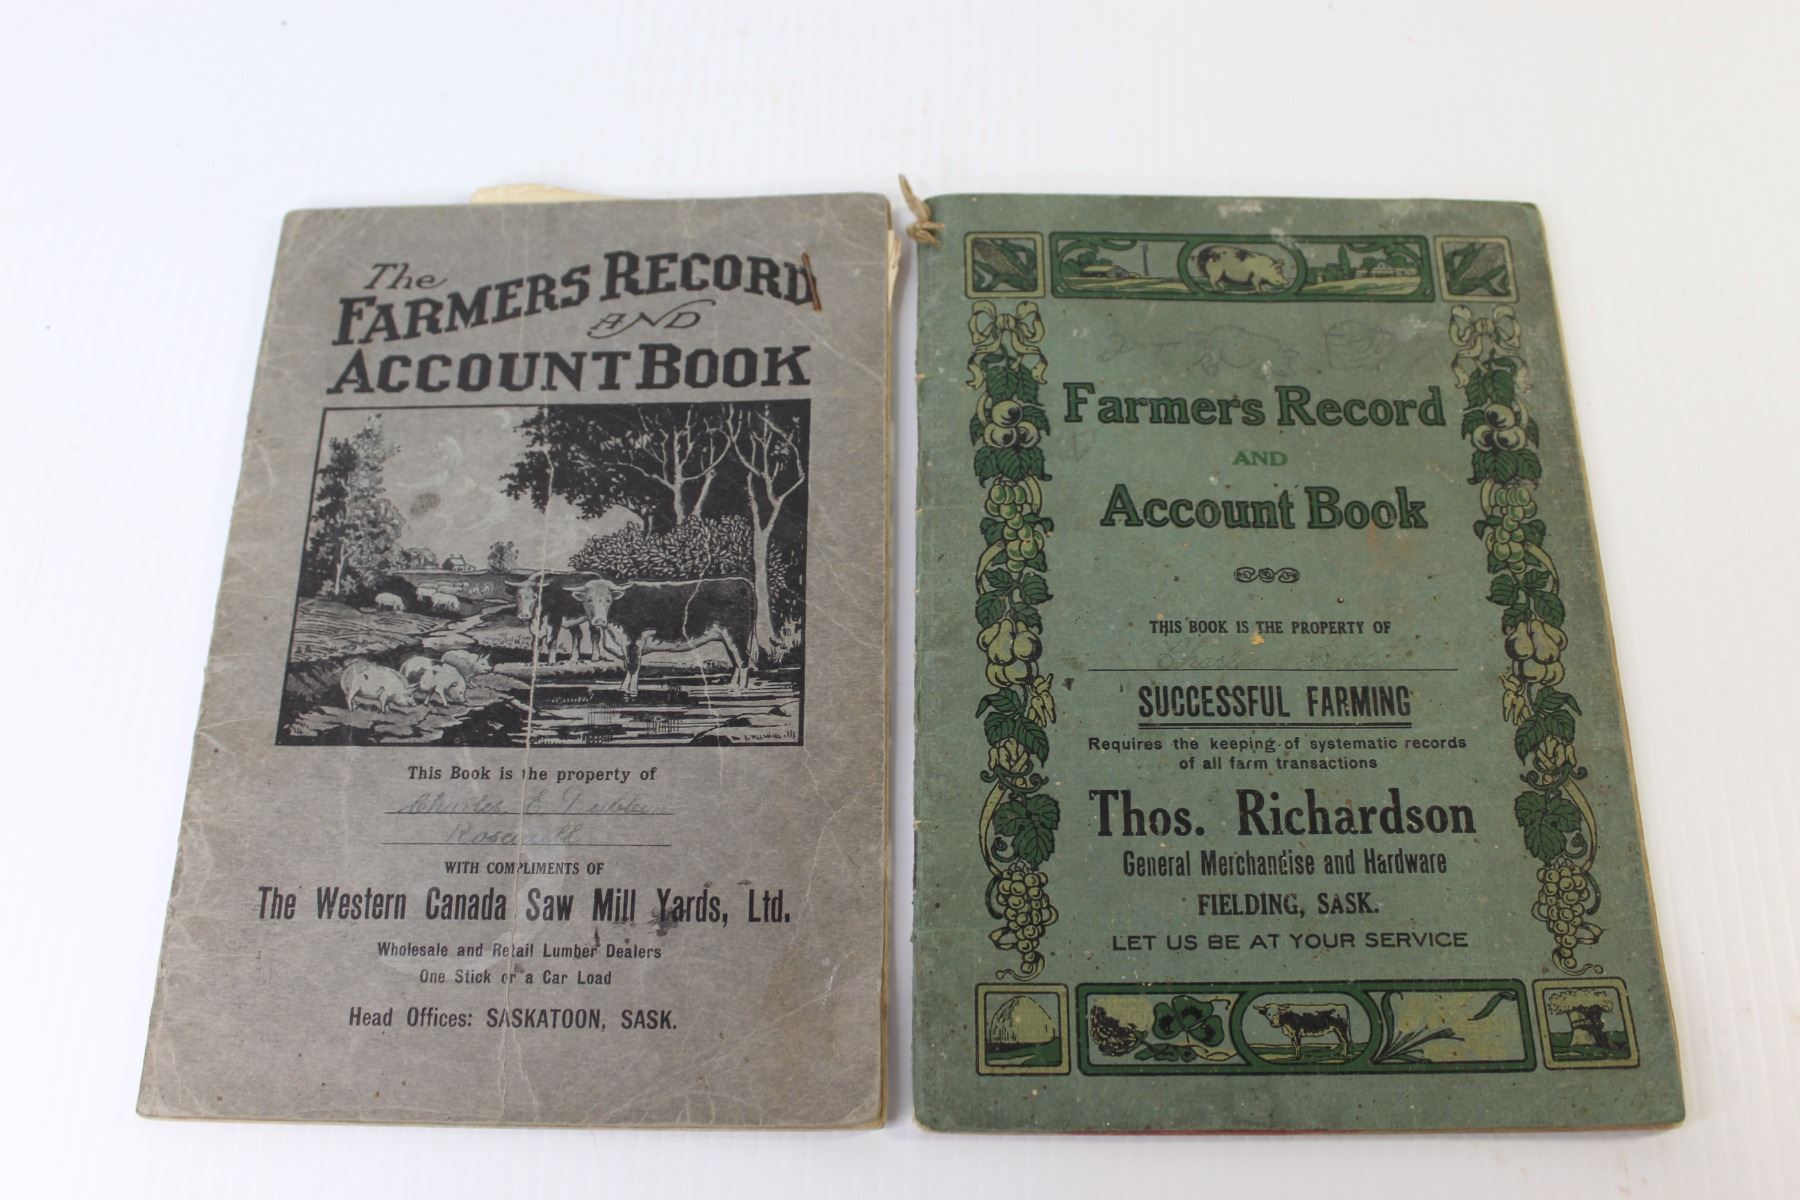 The
FARMERS RECORD
AND
ACCOUNT BOOK
This Book is the property of
Charles E.
WITH COMPLIMENTS OF
The Western Canada Saw Mill Yards, Ltd.
Wholesale and Retail Lumber Dealers
One Stick or a Car Load
Head Offices: SASKATOON, SASK.
Farmers Record
AND
Account Book
THIS BOOK IS THE PROPERTY OF
Charles
SUCCESSFUL FARMING
Requires the keeping of systematic records
of all farm transactions
Thos. Richardson
General Merchandise and Hardware
FIELDING, SASK.
LET US BE AT YOUR SERVICE